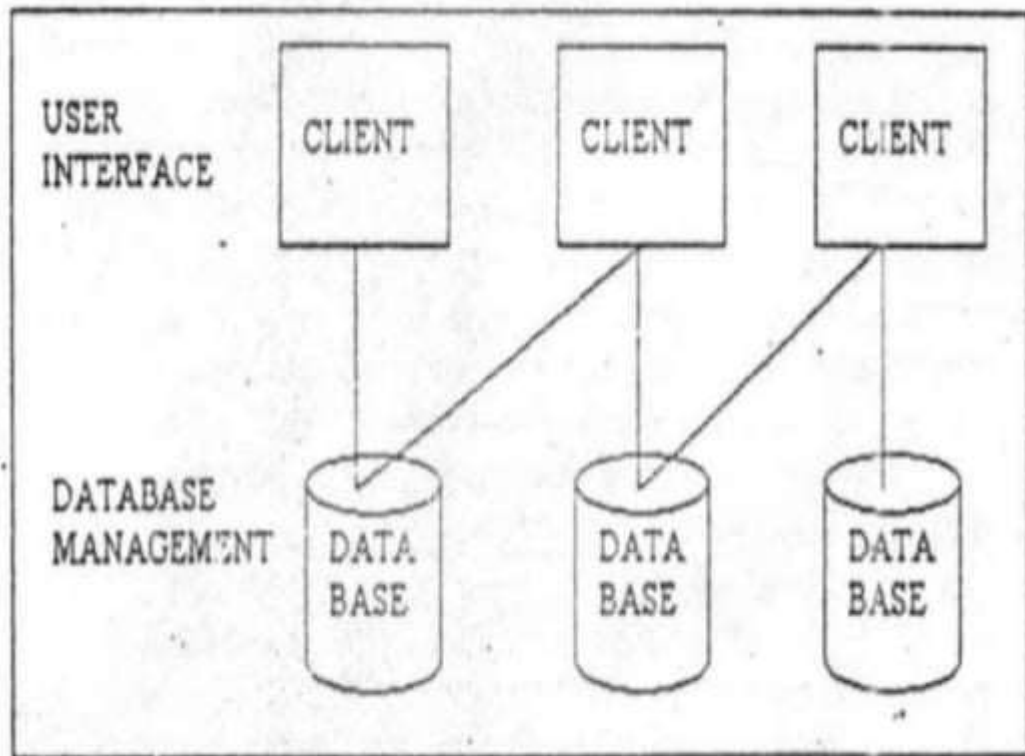 USER
INTERFACE
CLIENT
CLIENT
CLIENT
DATABASE
MANAGEMENT
DATA
BASE
DATA
BASE
DATA
BASE